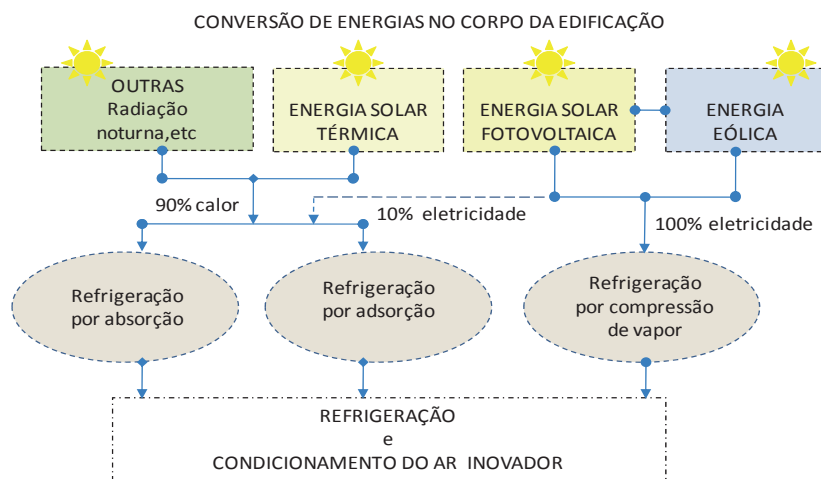 CONVERSÃO DE ENERGIAS NO CORPO DA EDIFICAÇÃO
OUTRAS
Radiação
noturna,etc
ENERGIA SOLAR
TÉRMICA
ENERGIA SOLAR
FOTOVOLTAICA
ENERGIA
EÓLICA
90% calor
10% eletricidade
100% eletricidade
Refrigeração
por absorção
Refrigeração
por adsorção
Refrigeração
por compressão
de vapor
REFRIGERAÇÃO
e
CONDICIONAMENTO DO AR INOVADOR